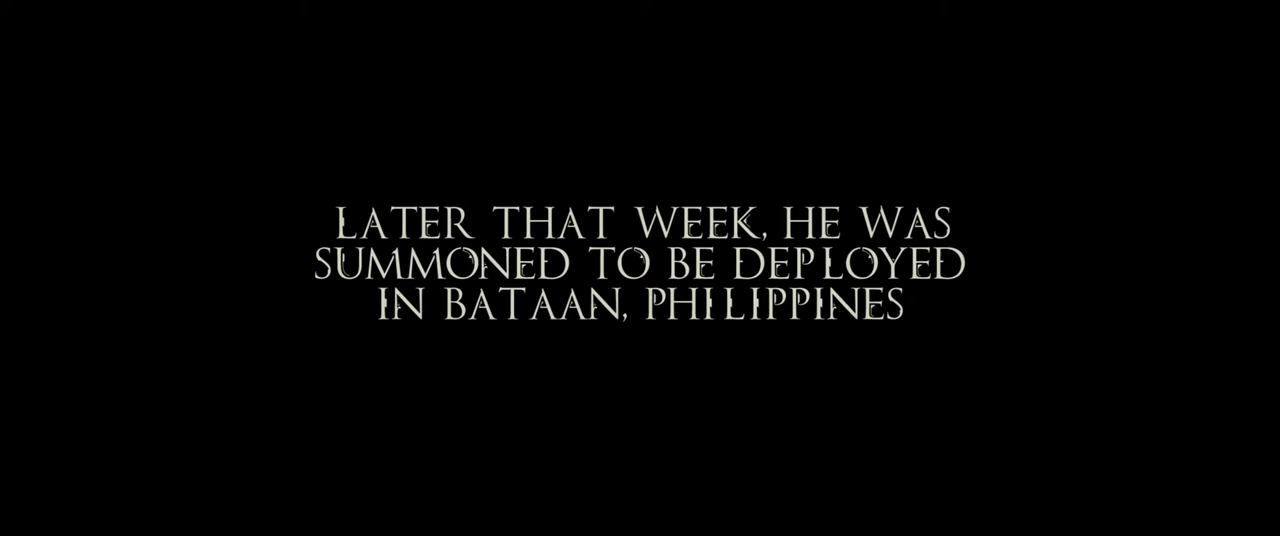 LATER THAT WEEK, HE WAS
SUMMONED TO BE DEPLOYED
IN BATAAN, PHILIPPINES